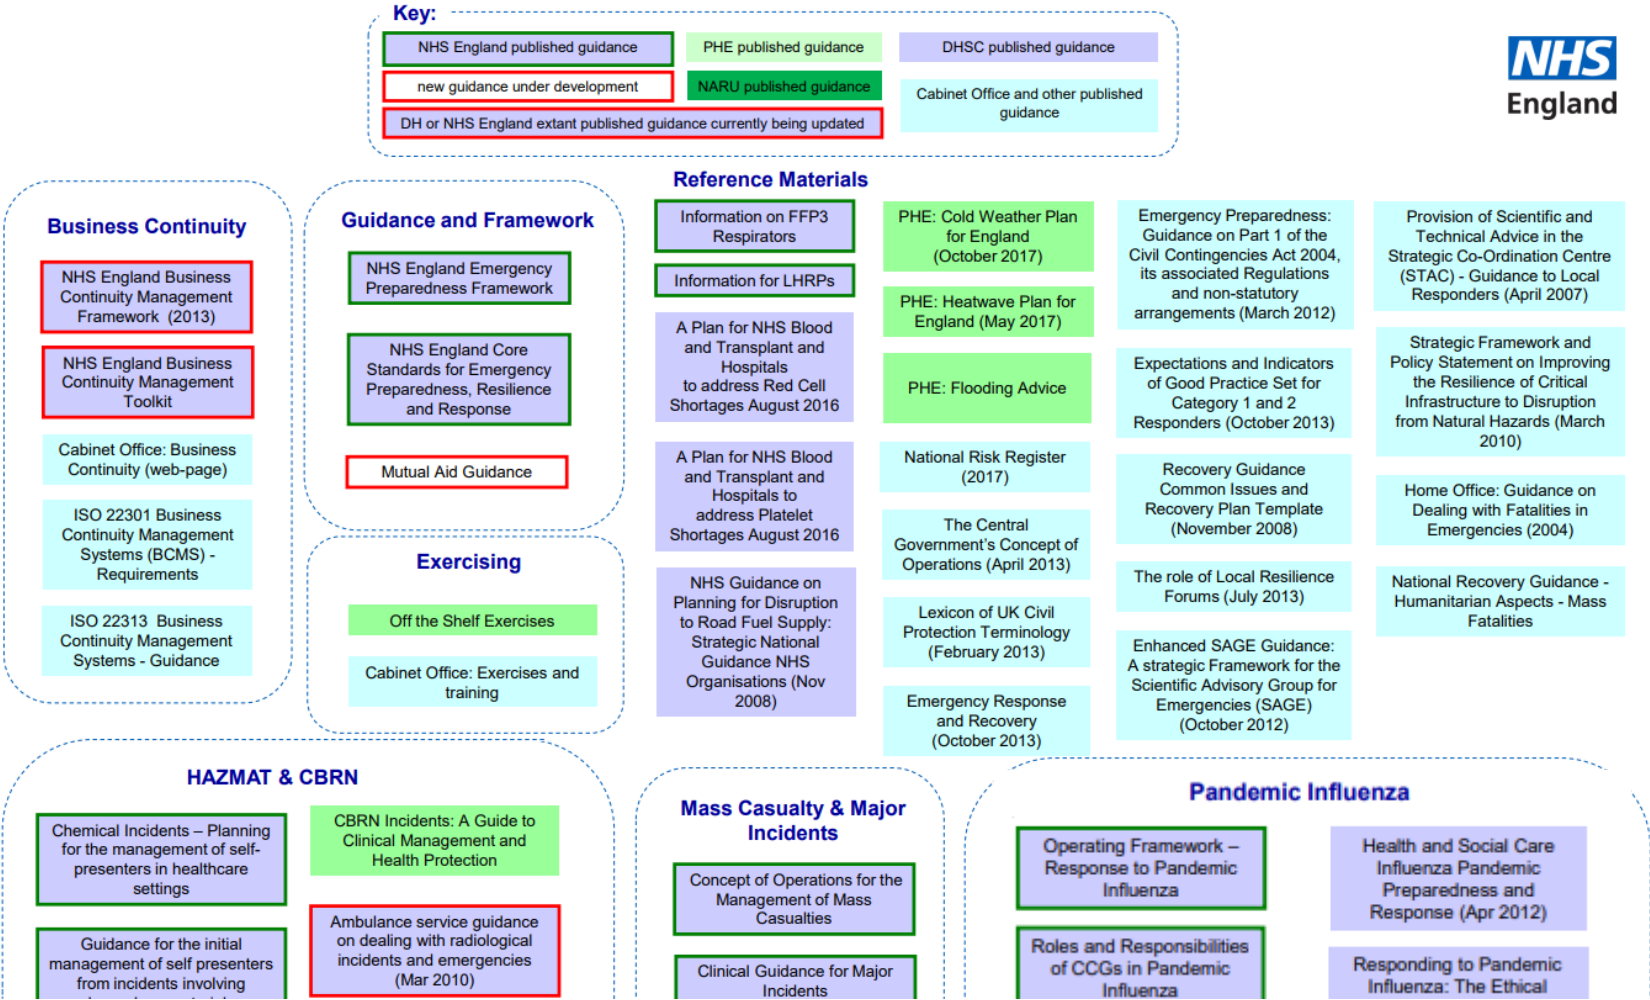 Key:
NHS England published guidance
PHE published guidance
DHSC published guidance
new guidance under development
NARU published guidance
Cabinet Office and other published
guidance
DH or NHS England extant published guidance currently being updated
NHS
England
Business Continuity
NHS England Business
Continuity Management
Framework (2013)
NHS England Business
Continuity Management
Toolkit
Cabinet Office: Business
Continuity (web-page)
ISO 22301 Business
Continuity Management
Systems (BCMS) -
Requirements
ISO 22313 Business
Continuity Management
Systems - Guidance
Guidance and Framework
NHS England Emergency
Preparedness Framework
NHS England Core
Standards for Emergency
Preparedness, Resilience
and Response
Mutual Aid Guidance
Exercising
Off the Shelf Exercises
Cabinet Office: Exercises and
training
Reference Materials
Information on FFP3
Respirators
Information for LHRPs
A Plan for NHS Blood
and Transplant and
Hospitals
to address Red Cell
Shortages August 2016
A Plan for NHS Blood
and Transplant and
Hospitals to
address Platelet
Shortages August 2016
NHS Guidance on
Planning for Disruption
to Road Fuel Supply:
Strategic National
Guidance NHS
Organisations (Nov
2008)
PHE: Cold Weather Plan
for England
(October 2017)
PHE: Heatwave Plan for
England (May 2017)
PHE: Flooding Advice
National Risk Register
(2017)
The Central
Government's Concept of
Operations (April 2013)
Lexicon of UK Civil
Protection Terminology
(February 2013)
Emergency Response
and Recovery
(October 2013)
Emergency Preparedness:
Guidance on Part 1 of the
Civil Contingencies Act 2004,
its associated Regulations
and non-statutory
arrangements (March 2012)
Expectations and Indicators
of Good Practice Set for
Category 1 and 2
Responders (October 2013)
Recovery Guidance
Common Issues and
Recovery Plan Template
(November 2008)
The role of Local Resilience
Forums (July 2013)
Enhanced SAGE Guidance:
A strategic Framework for the
Scientific Advisory Group for
Emergencies (SAGE)
(October 2012)
Provision of Scientific and
Technical Advice in the
Strategic Co-Ordination Centre
(STAC) - Guidance to Local
Responders (April 2007)
Strategic Framework and
Policy Statement on Improving
the Resilience of Critical
Infrastructure to Disruption
from Natural Hazards (March
2010)
Home Office: Guidance on
Dealing with Fatalities in
Emergencies (2004)
National Recovery Guidance -
Humanitarian Aspects - Mass
Fatalities
HAZMAT & CBRN
Chemical Incidents – Planning
for the management of self-
presenters in healthcare
settings
Guidance for the initial
management of self presenters
from incidents involving
CBRN Incidents: A Guide to
Clinical Management and
Health Protection
Ambulance service guidance
on dealing with radiological
incidents and emergencies
(Mar 2010)
Mass Casualty & Major
Incidents
Concept of Operations for the
Management of Mass
Casualties
Clinical Guidance for Major
Incidents
Pandemic Influenza
Operating Framework –
Response to Pandemic
Influenza
Roles and Responsibilities
of CCGs in Pandemic
Influenza
Health and Social Care
Influenza Pandemic
Preparedness and
Response (Apr 2012)
Responding to Pandemic
Influenza: The Ethical